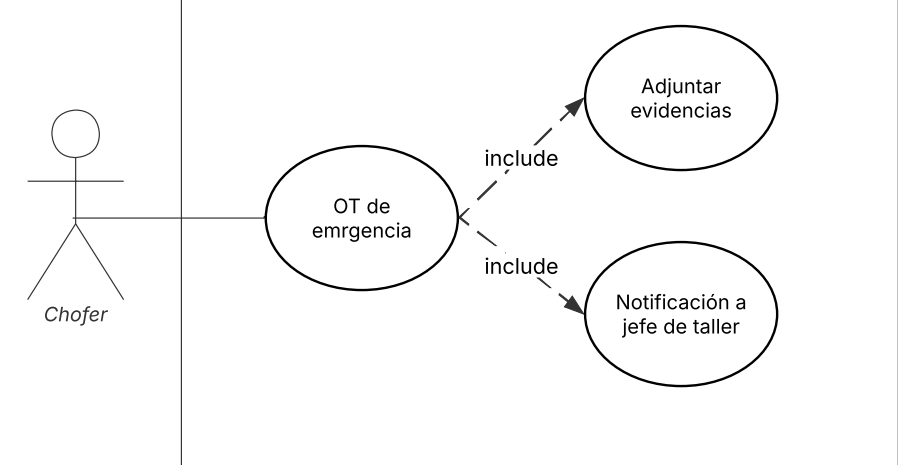 Adjuntar
evidencias
include
OT de
emrgencia
include
Notificación a
jefe de taller
Chofer